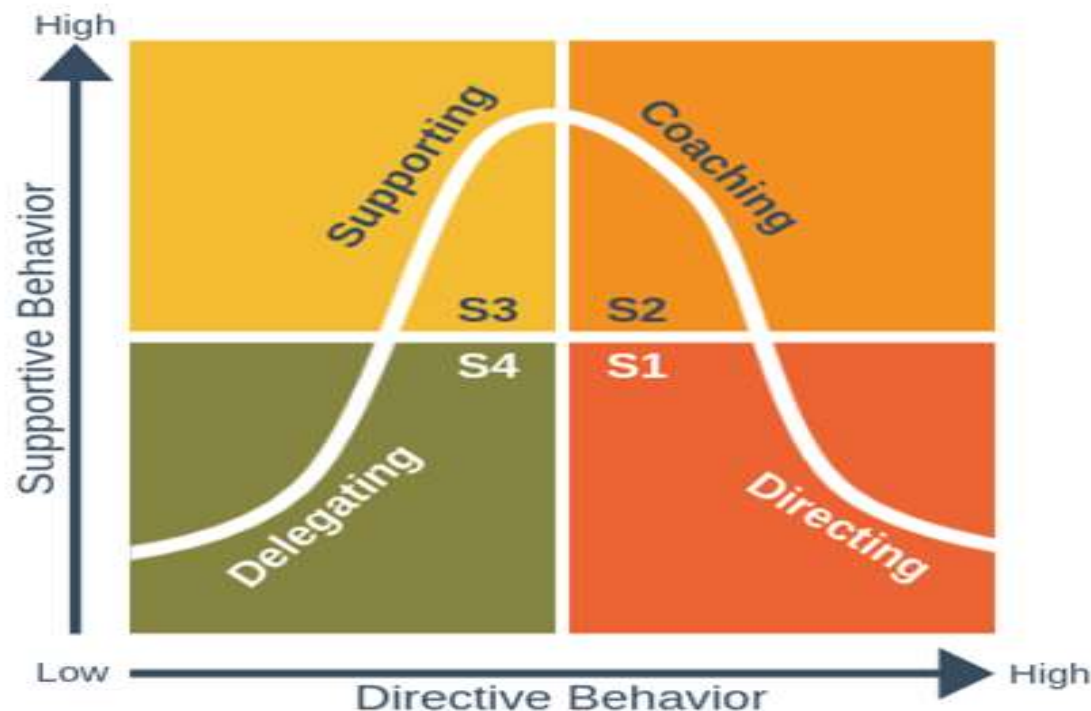 High
Supportive Behavior
Supporting
Coaching
S3
S2
S4
S1
Delegating
Directing
Low
High
Directive Behavior